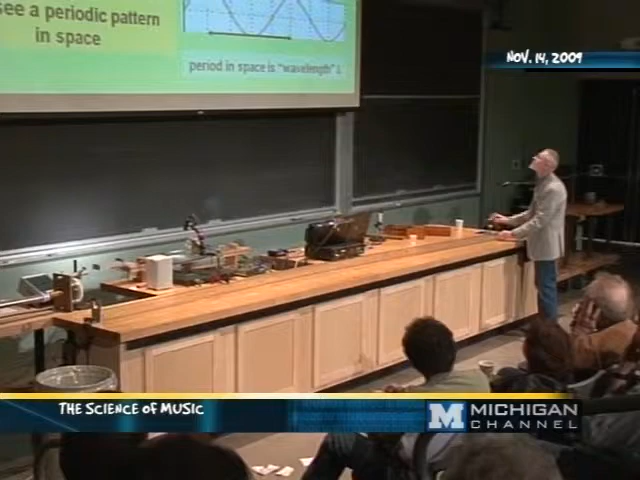 see a periodic pattern
in space
period in space is "wavelength" λ
NOV. 14, 2009
THE SCIENCE OF MUSIC
M MICHIGAN
CHANNEL